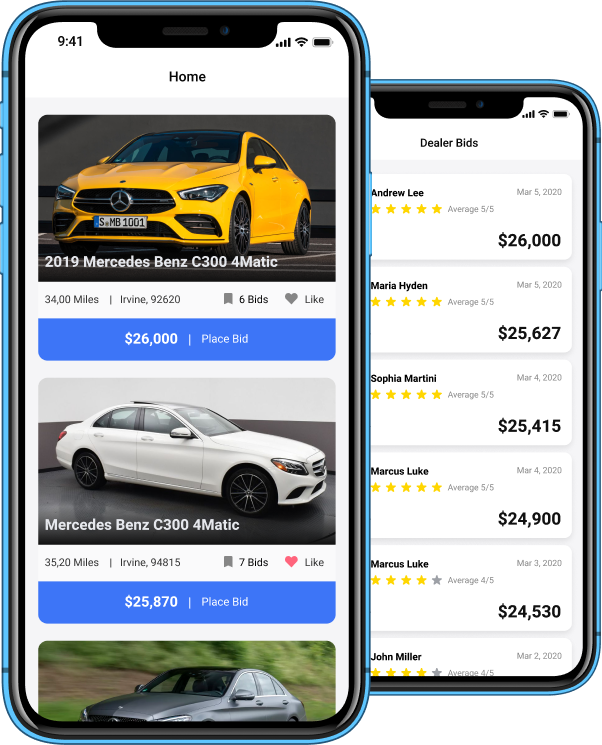 9:41
Home
S MB 1001
2019 Mercedes Benz C300 4Matic
34,00 Miles | Irvine, 92620 6 Bids Like
$26,000 | Place Bid
Mercedes Benz C300 4Matic
35,20 Miles | Irvine, 94815 7 Bids Like
$25,870 | Place Bid
Dealer Bids
Andrew Lee Mar 5, 2020
Average 5/5
$26,000
Maria Hyden Mar 5, 2020
Average 5/5
$25,627
Sophia Martini Mar 4, 2020
Average 5/5
$25,415
Marcus Luke Mar 4, 2020
Average 5/5
$24,900
Marcus Luke Mar 3, 2020
Average 4/5
$24,530
John Miller Mar 2, 2020
Average 4/5